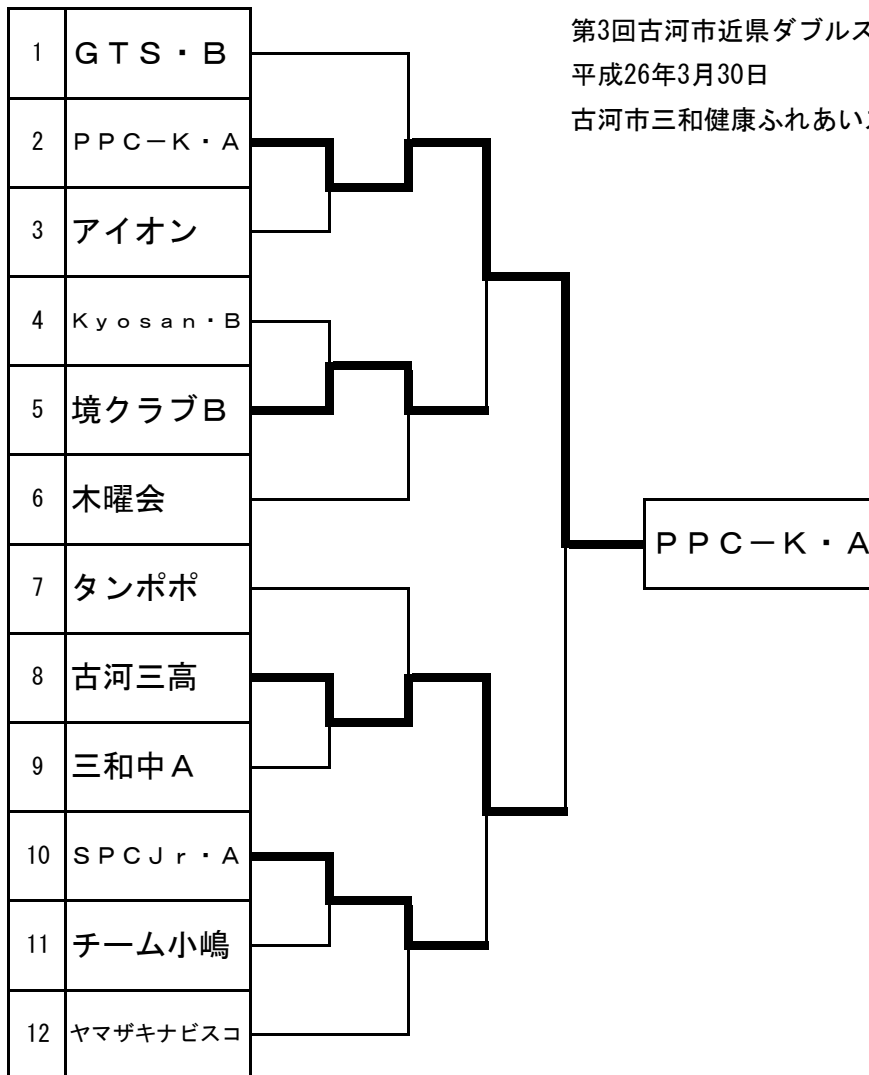 第3回古河市近県ダブルス
平成26年3月30日
古河市三和健康ふれあい
1 GTS・B
2 PPC－K・A
3 アイオン
4 Kyosan・B
5 境クラブB
6 木曜会
7 タンポポ
8 古河三高
9 三和中A
10 SPCJr・A
11 チーム小嶋
12 ヤマザキナビスコ
PPC－K・A